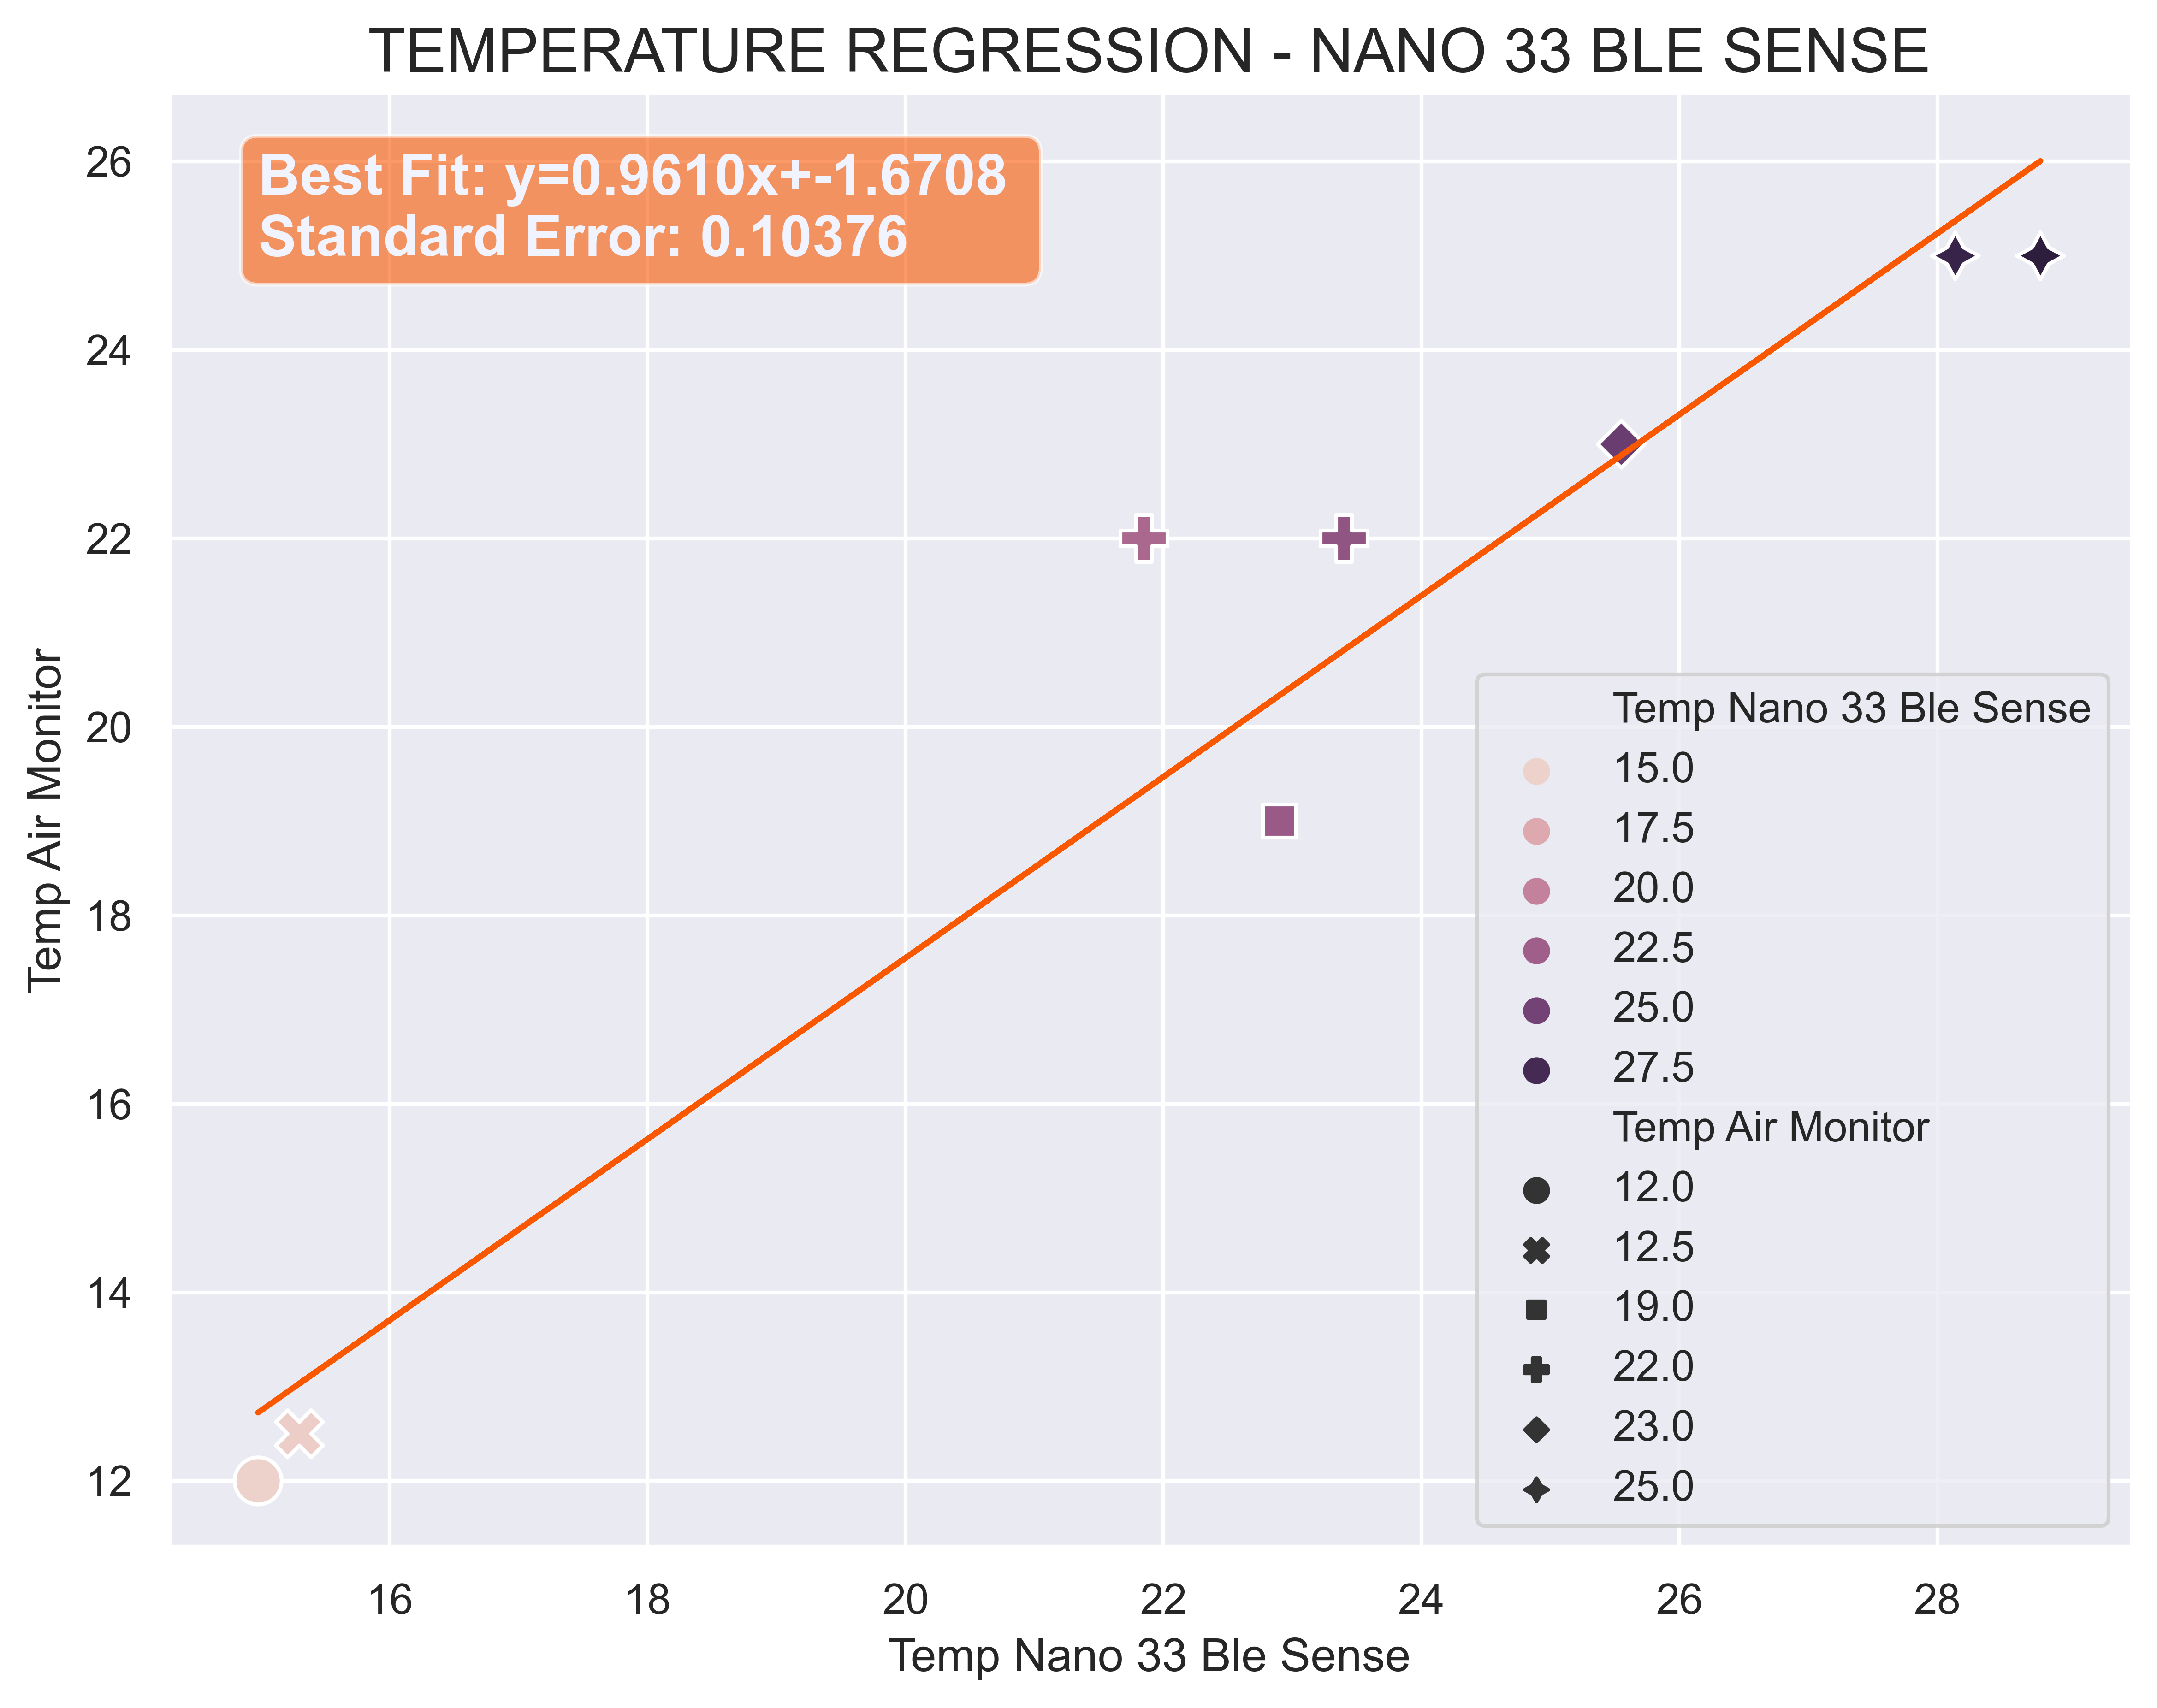 TEMPERATURE REGRESSION - NANO 33 BLE SENSE
Best Fit: y=0.9610x+-1.6708
Standard Error: 0.10376
26
24
22
20
18
16
14
12
Temp Air Monitor
Temp Nano 33 Ble Sense
15.0
17.5
20.0
22.5
25.0
27.5
Temp Air Monitor
12.0
12.5
19.0
22.0
23.0
25.0
16 18 20 22 24 26 28
Temp Nano 33 Ble Sense